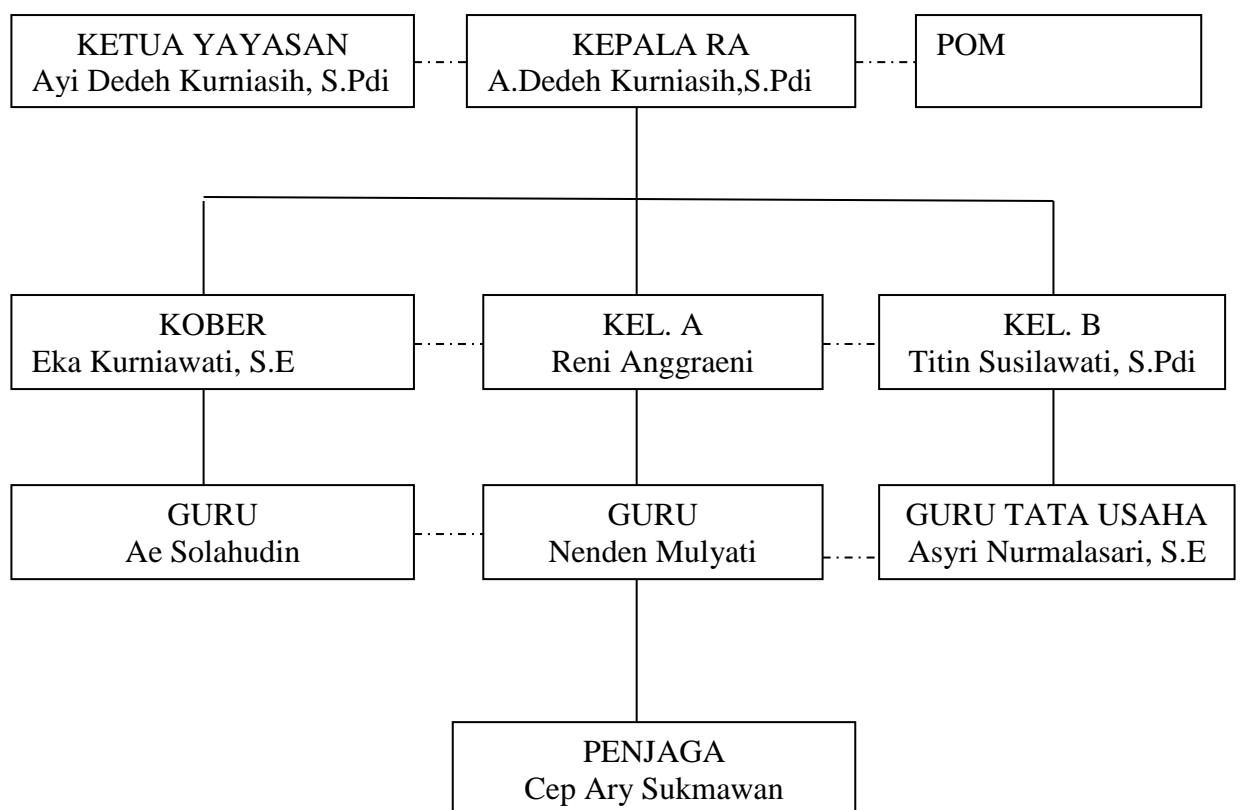 KETUA YAYASAN
Ayi Dedeh Kurniasih, S.Pdi
KEPALA RA
A.Dedeh Kurniasih,S.Pdi
POM
KOBER
Eka Kurniawati, S.E
KEL. A
Reni Anggraeni
KEL. B
Titin Susilawati, S.Pdi
GURU
Ae Solahudin
GURU
Nenden Mulyati
GURU TATA USAHA
Asyri Nurmalasari, S.E
PENJAGA
Cep Ary Sukmawan